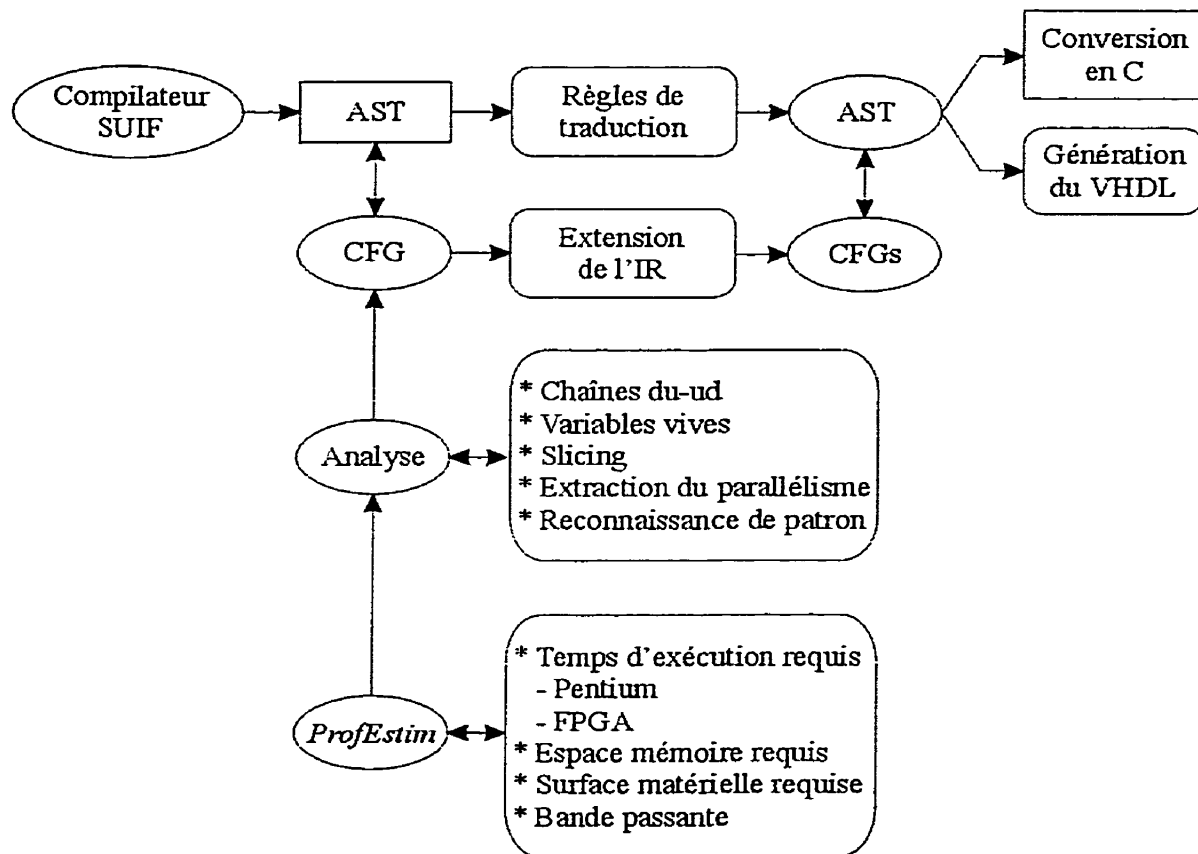 Compilateur
SUIF
AST
Règles de
traduction
AST
Conversion
en C
Génération
du VHDL
CFG
Extension
de l'IR
CFGs
Analyse
* Chaînes du-ud
* Variables vives
* Slicing
* Extraction du parallélisme
* Reconnaissance de patron
ProfEstim
* Temps d'exécution requis
- Pentium
- FPGA
* Espace mémoire requis
* Surface matérielle requise
* Bande passante